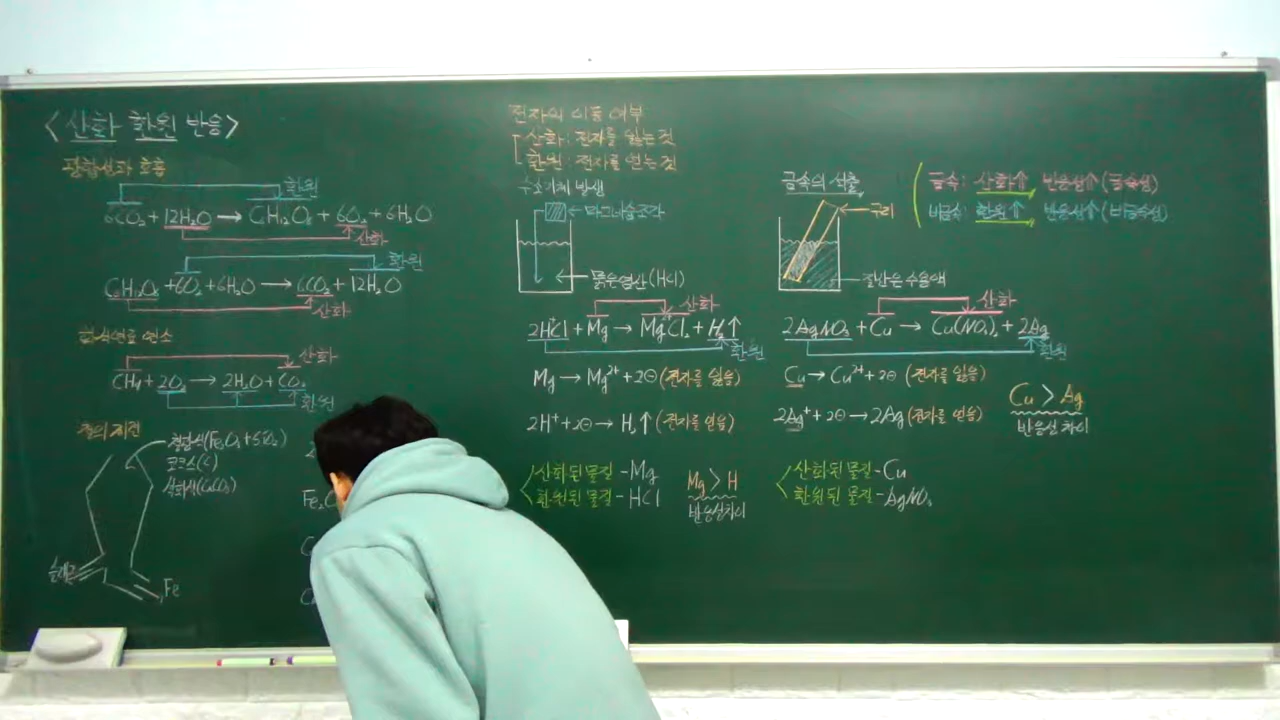 <산화 환원 반응>
광합성과 호흡
환원
6CO₂ + 12H₂O → C₆H₁₂O₆ + 6O₂ + 6H₂O
산화
환원
C₆H₁₂O₆ + 6O₂ + 6H₂O → 6CO₂ + 12H₂O
산화
화석연료 연소
산화
CH₄ + 2O₂ → 2H₂O + CO₂
환원
철의 제련
철광석(Fe₂O₃+SiO₂)
코크스(C)
석회석(CaCO₃)
슬래그
Fe
Fe₂O
전자의 이동 여부
산화: 전자를 잃는 것
환원: 전자를 얻는 것
수소기체 발생
마그네슘조각
묽은염산(HCl)
산화
2HCl + Mg → MgCl₂ + H₂↑
환원
Mg → Mg²⁺ + 2⊖ (전자를 잃음)
2H⁺ + 2⊖ → H₂↑ (전자를 얻음)
산화된 물질 - Mg
환원된 물질 - HCl
Mg > H
반응성차이
금속의 석출
구리
질산은 수용액
산화
2AgNO₃ + Cu → Cu(NO₃)₂ + 2Ag
환원
Cu → Cu²⁺ + 2⊖ (전자를 잃음)
2Ag⁺ + 2⊖ → 2Ag (전자를 얻음)
산화된 물질 - Cu
환원된 물질 - AgNO₃
Cu > Ag
반응성 차이
금속: 산화↑ 반응성↑ (금속성)
비금속: 환원↑ 반응성↑ (비금속성)